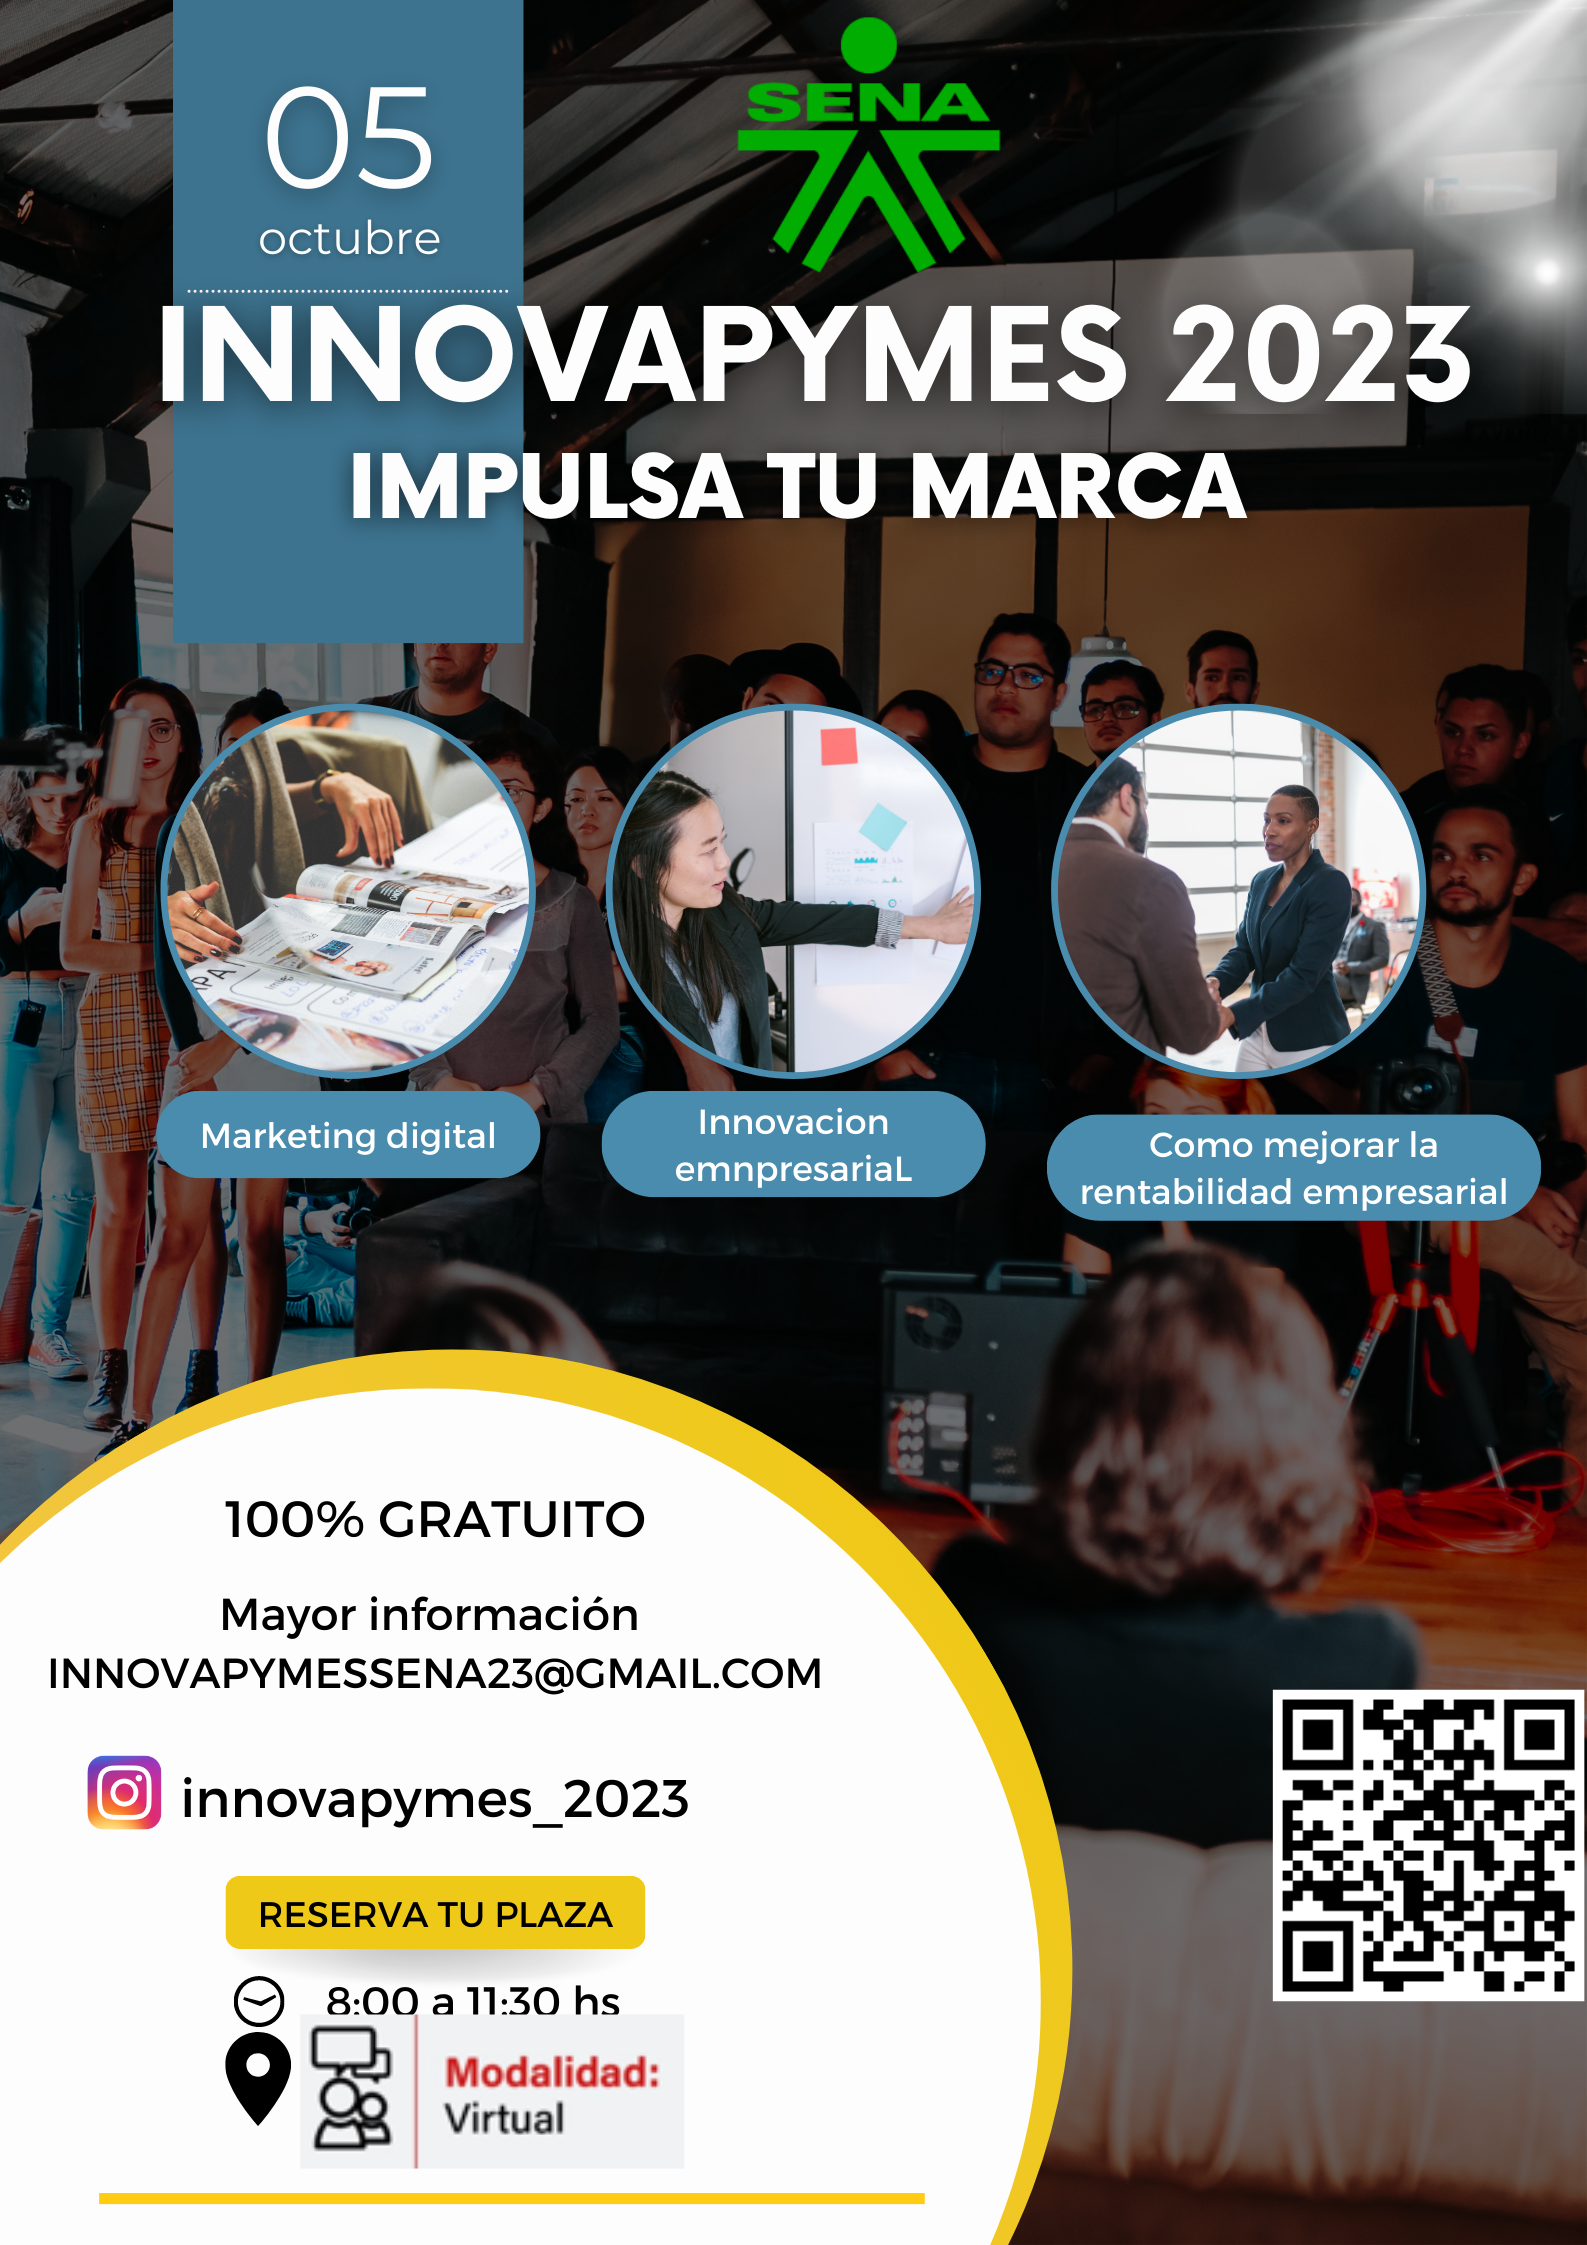 05
octubre
SENA
INNOVAPYMES 2023
IMPULSA TU MARCA
Marketing digital
Innovacion
emnpresariaL
Como mejorar la
rentabilidad empresarial
100% GRATUITO
Mayor información
INNOVAPYMESSENA23@GMAIL.COM
innovapymes_2023
RESERVA TU PLAZA
8:00 a 11:30 hs
Modalidad:
Virtual